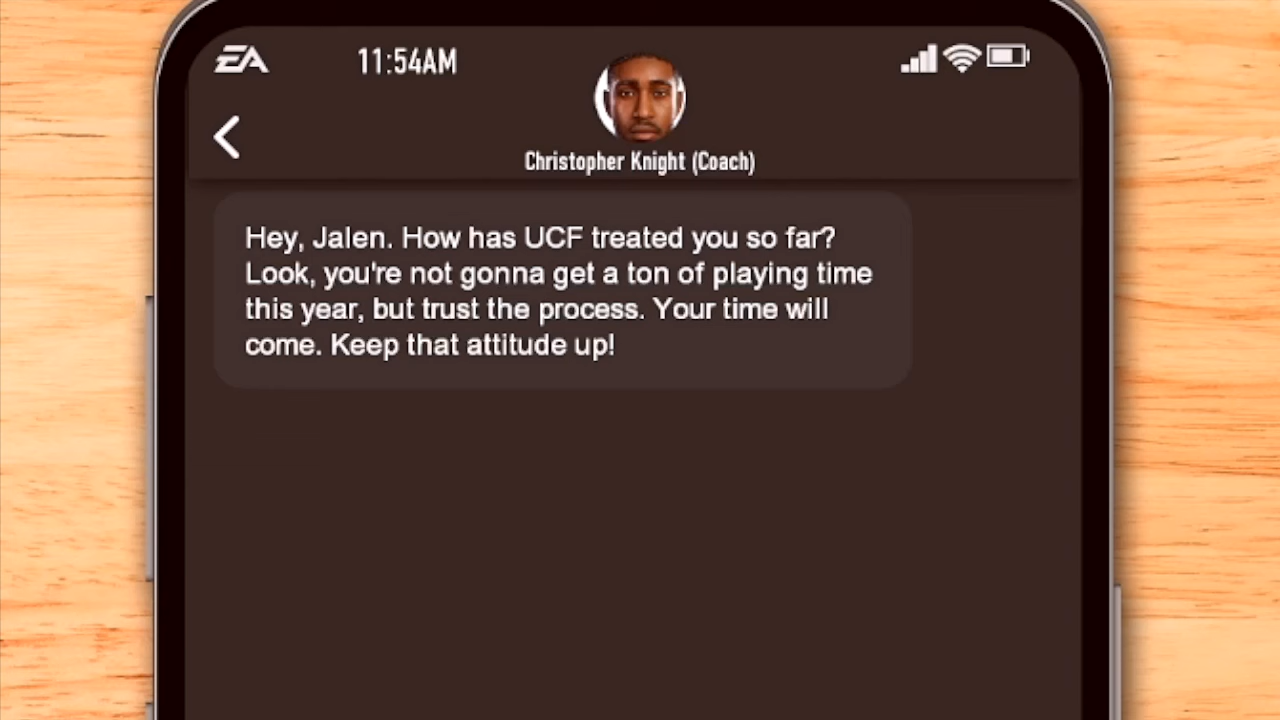 EA
11:54AM
Christopher Knight (Coach)
Hey, Jalen. How has UCF treated you so far?
Look, you're not gonna get a ton of playing time
this year, but trust the process. Your time will
come. Keep that attitude up!